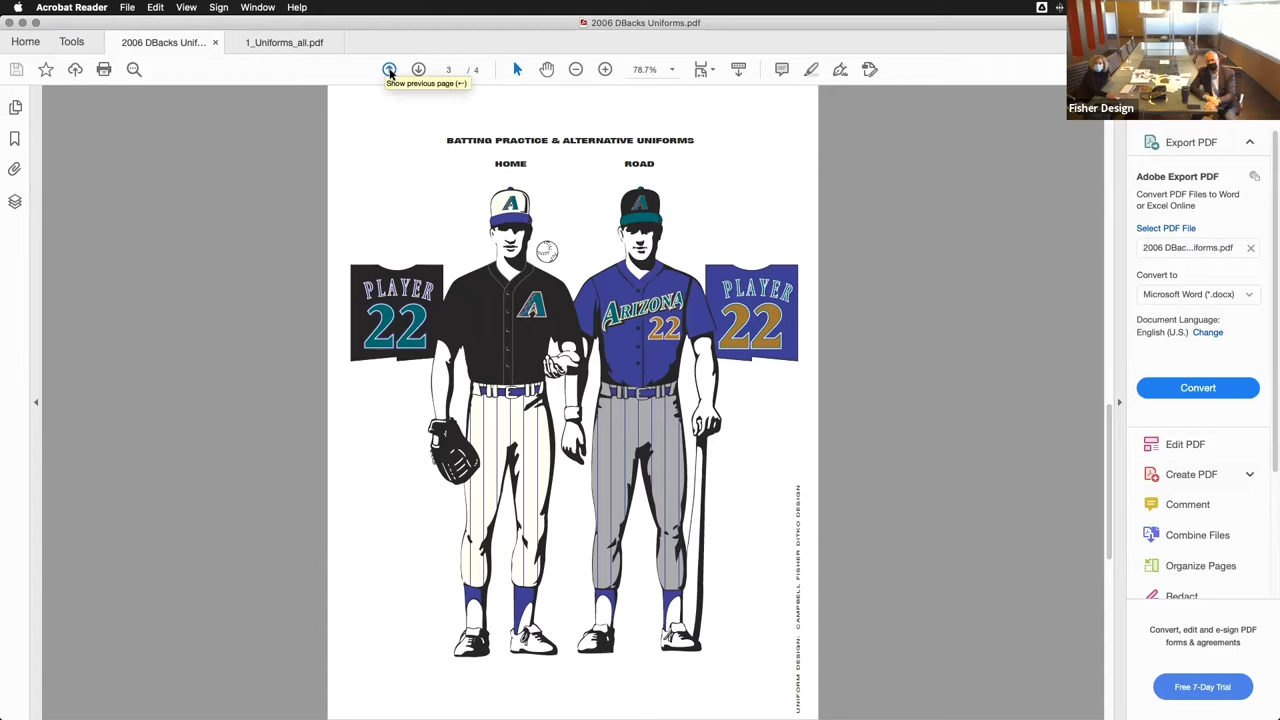 Acrobat Reader File Edit View Sign Window Help
2006 DBacks Uniforms.pdf
Home Tools 2006 DBacks Unif... × 1_Uniforms_all.pdf
3 / 4 78.7%
Show previous page (←)
Fisher Design
BATTING PRACTICE & ALTERNATIVE UNIFORMS
HOME ROAD
A A
PLAYER 22
A
ARIZONA 22
PLAYER 22
UNIFORM DESIGN: CAMPBELL FISHER DITKO DESIGN
Export PDF
Adobe Export PDF
Convert PDF Files to Word
or Excel Online
Select PDF File
2006 DBac...iforms.pdf
Convert to
Microsoft Word (*.docx)
Document Language:
English (U.S.) Change
Convert
Edit PDF
Create PDF
Comment
Combine Files
Organize Pages
Redact
Convert, edit and e-sign PDF
forms & agreements
Free 7-Day Trial